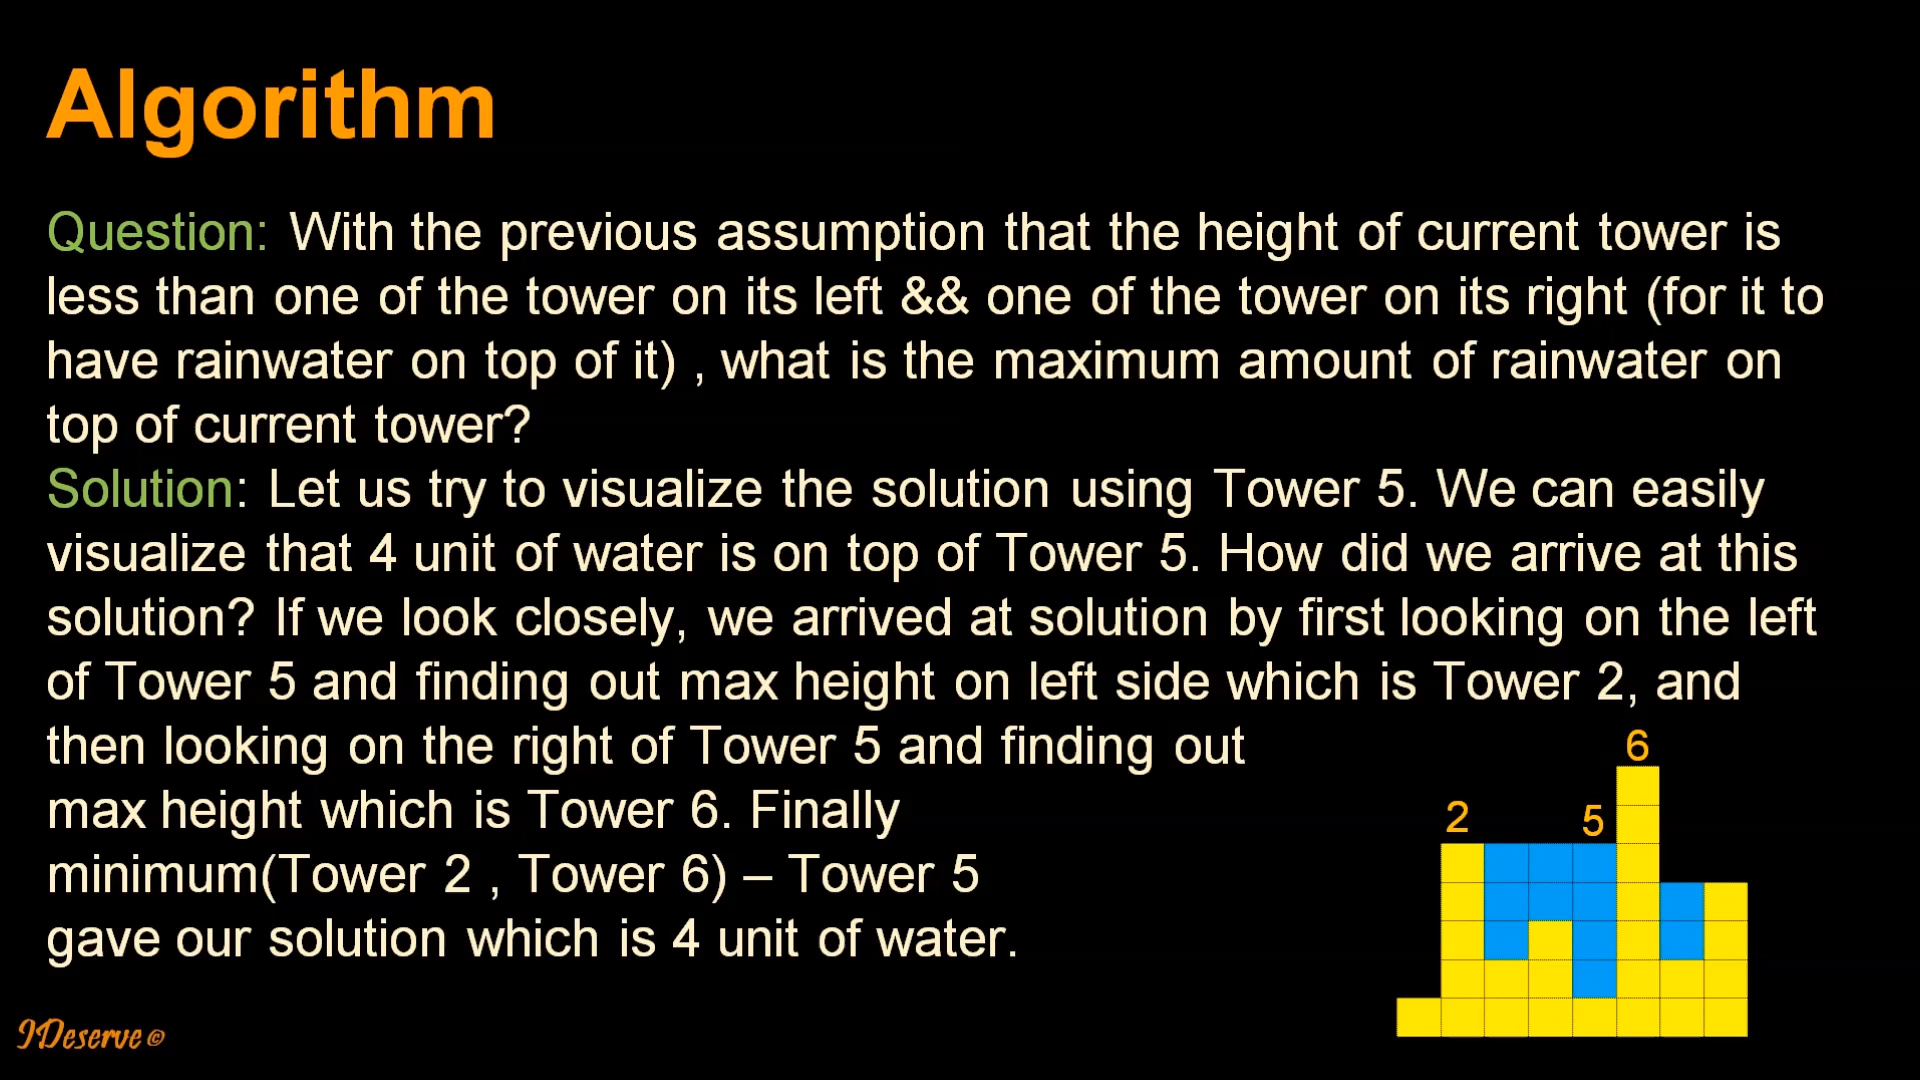 Algorithm
Question: With the previous assumption that the height of current tower is
less than one of the tower on its left && one of the tower on its right (for it to
have rainwater on top of it) , what is the maximum amount of rainwater on
top of current tower?
Solution: Let us try to visualize the solution using Tower 5. We can easily
visualize that 4 unit of water is on top of Tower 5. How did we arrive at this
solution? If we look closely, we arrived at solution by first looking on the left
of Tower 5 and finding out max height on left side which is Tower 2, and
then looking on the right of Tower 5 and finding out
max height which is Tower 6. Finally
minimum(Tower 2 , Tower 6) – Tower 5
gave our solution which is 4 unit of water.
6
2
5
IDeserve ©